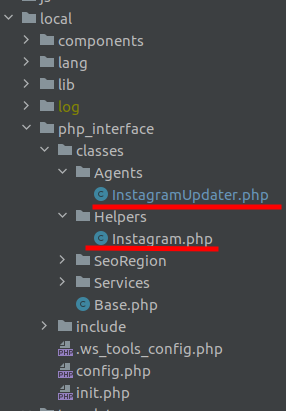 local
components
lang
lib
log
php_interface
classes
Agents
InstagramUpdater.php
Helpers
Instagram.php
SeoRegion
Services
Base.php
include
.ws_tools_config.php
config.php
init.php